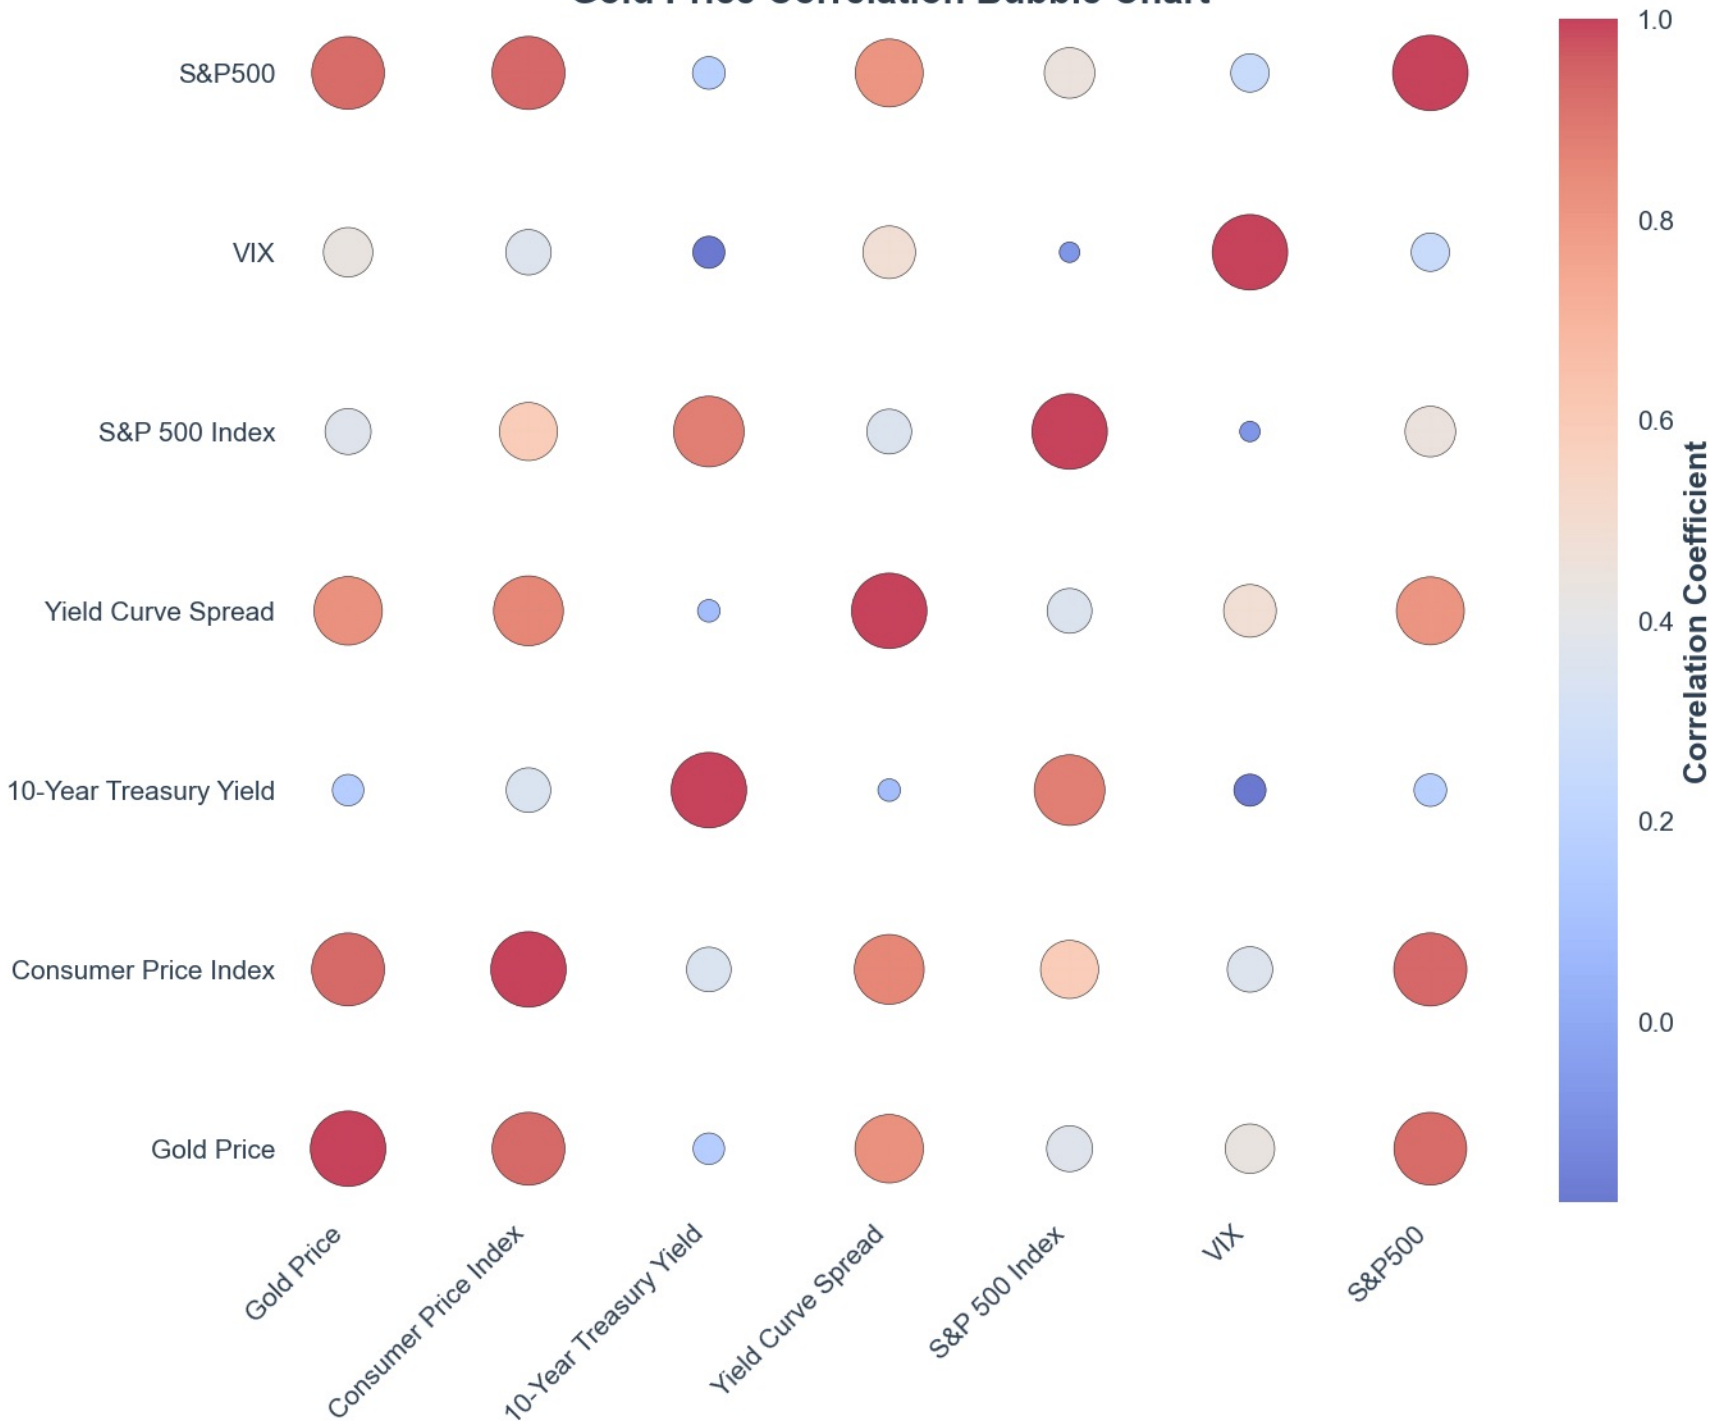 Gold Price Correlation Bubble Chart
S&P500
VIX
S&P 500 Index
Yield Curve Spread
10-Year Treasury Yield
Consumer Price Index
Gold Price
Gold Price
Consumer Price Index
10-Year Treasury Yield
Yield Curve Spread
S&P 500 Index
VIX
S&P500
1.0
0.8
0.6
0.4
0.2
0.0
Correlation Coefficient